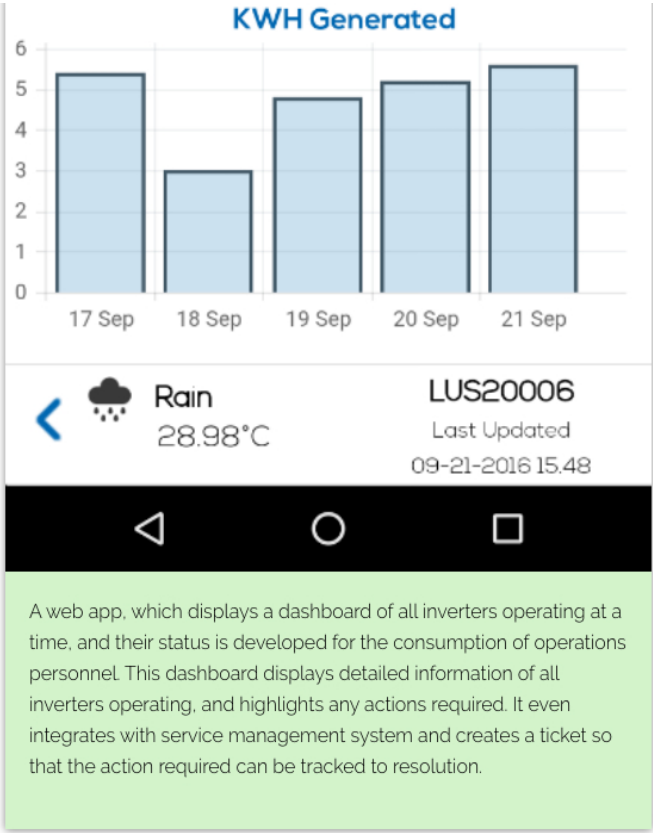 KWH Generated
6
5
4
3
2
1
0
17 Sep 18 Sep 19 Sep 20 Sep 21 Sep
Rain
28.98°C
LUS20006
Last Updated
09-21-2016 15.48
A web app, which displays a dashboard of all inverters operating at a
time, and their status is developed for the consumption of operations
personnel. This dashboard displays detailed information of all
inverters operating, and highlights any actions required. It even
integrates with service management system and creates a ticket so
that the action required can be tracked to resolution.